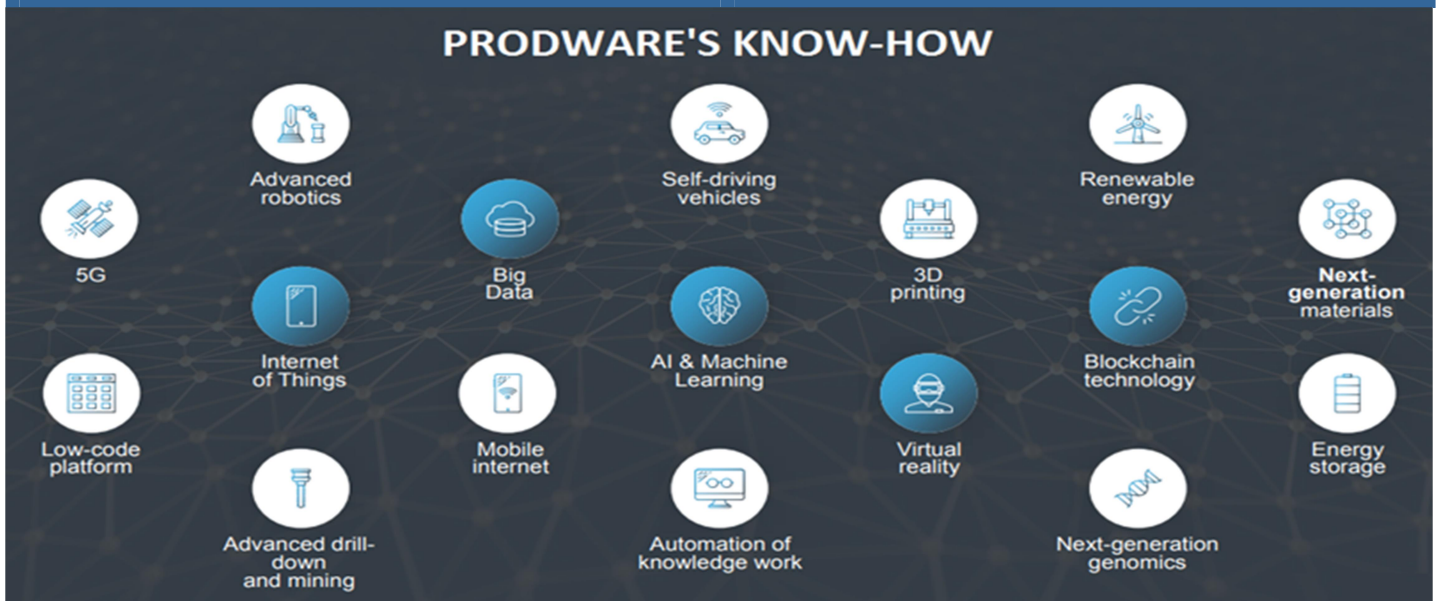 PRODWARE'S KNOW-HOW
Advanced
robotics
Self-driving
vehicles
Renewable
energy
5G
Big
Data
3D
printing
Next-
generation
materials
Internet
of Things
AI & Machine
Learning
Blockchain
technology
Low-code
platform
Mobile
internet
Virtual
reality
Energy
storage
Advanced drill-
down
and mining
Automation of
knowledge work
Next-generation
genomics